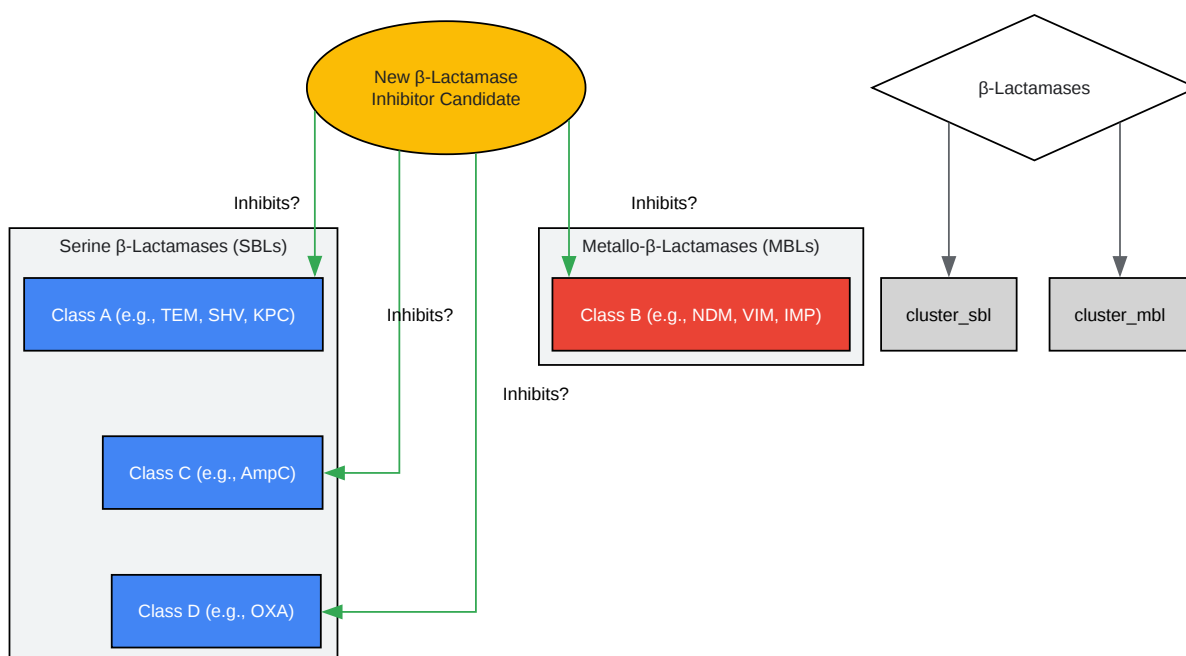 New β-Lactamase
Inhibitor Candidate
β-Lactamases
Inhibits?
Inhibits?
Serine β-Lactamases (SBLs)
Metallo-β-Lactamases (MBLs)
Class A (e.g., TEM, SHV, KPC)
Inhibits?
Class B (e.g., NDM, VIM, IMP)
cluster_sbl
cluster_mbl
Inhibits?
Class C (e.g., AmpC)
Class D (e.g., OXA)